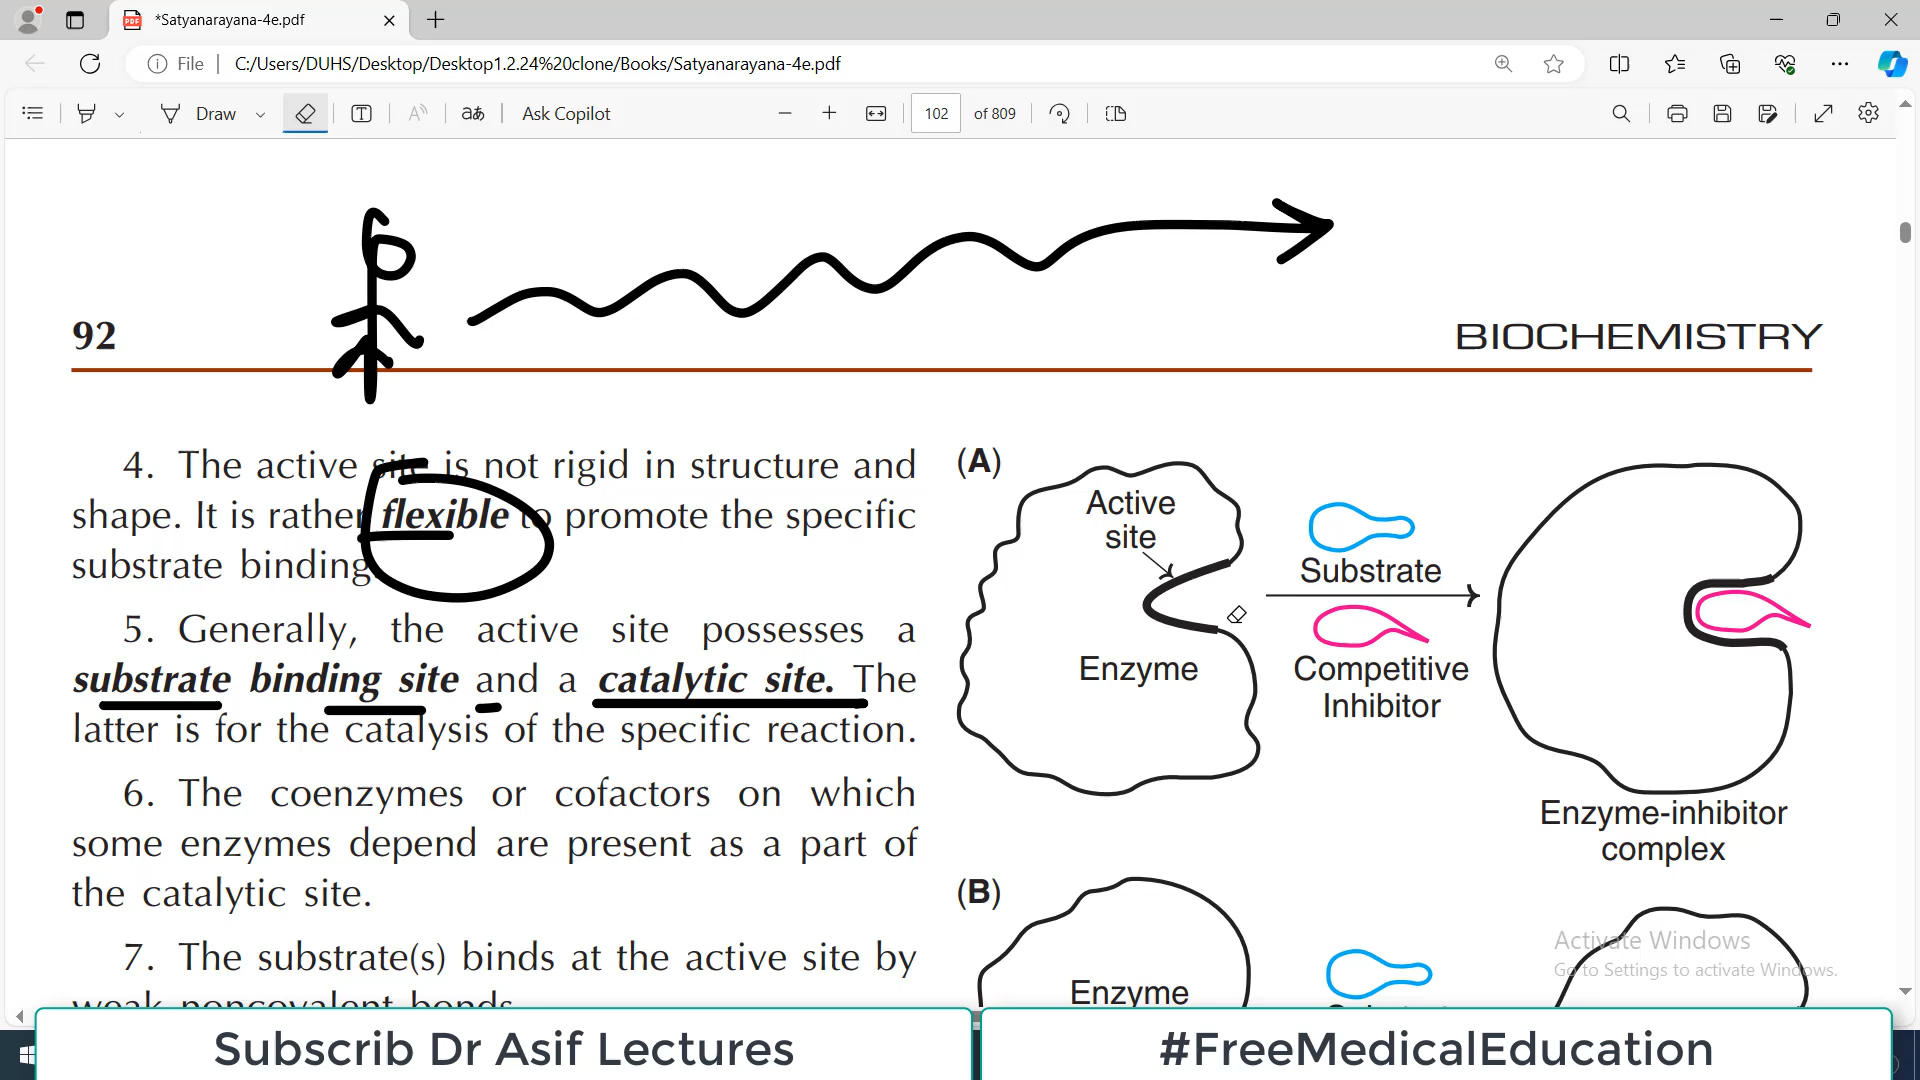 *Satyanarayana-4e.pdf
File
C:/Users/DUHS/Desktop/Desktop1.2.24%20clone/Books/Satyanarayana-4e.pdf
Draw
Ask Copilot
102
of 809
92
BIOCHEMISTRY
4. The active site is not rigid in structure and
shape. It is rather flexible to promote the specific
substrate binding.
5. Generally, the active site possesses a
substrate binding site and a catalytic site. The
latter is for the catalysis of the specific reaction.
6. The coenzymes or cofactors on which
some enzymes depend are present as a part of
the catalytic site.
7. The substrate(s) binds at the active site by
weak noncovalent bonds.
(A)
Active
site
Enzyme
Substrate
Competitive
Inhibitor
Enzyme-inhibitor
complex
(B)
Enzyme
Activate Windows
Go to Settings to activate Windows.
Subscrib Dr Asif Lectures
#FreeMedicalEducation